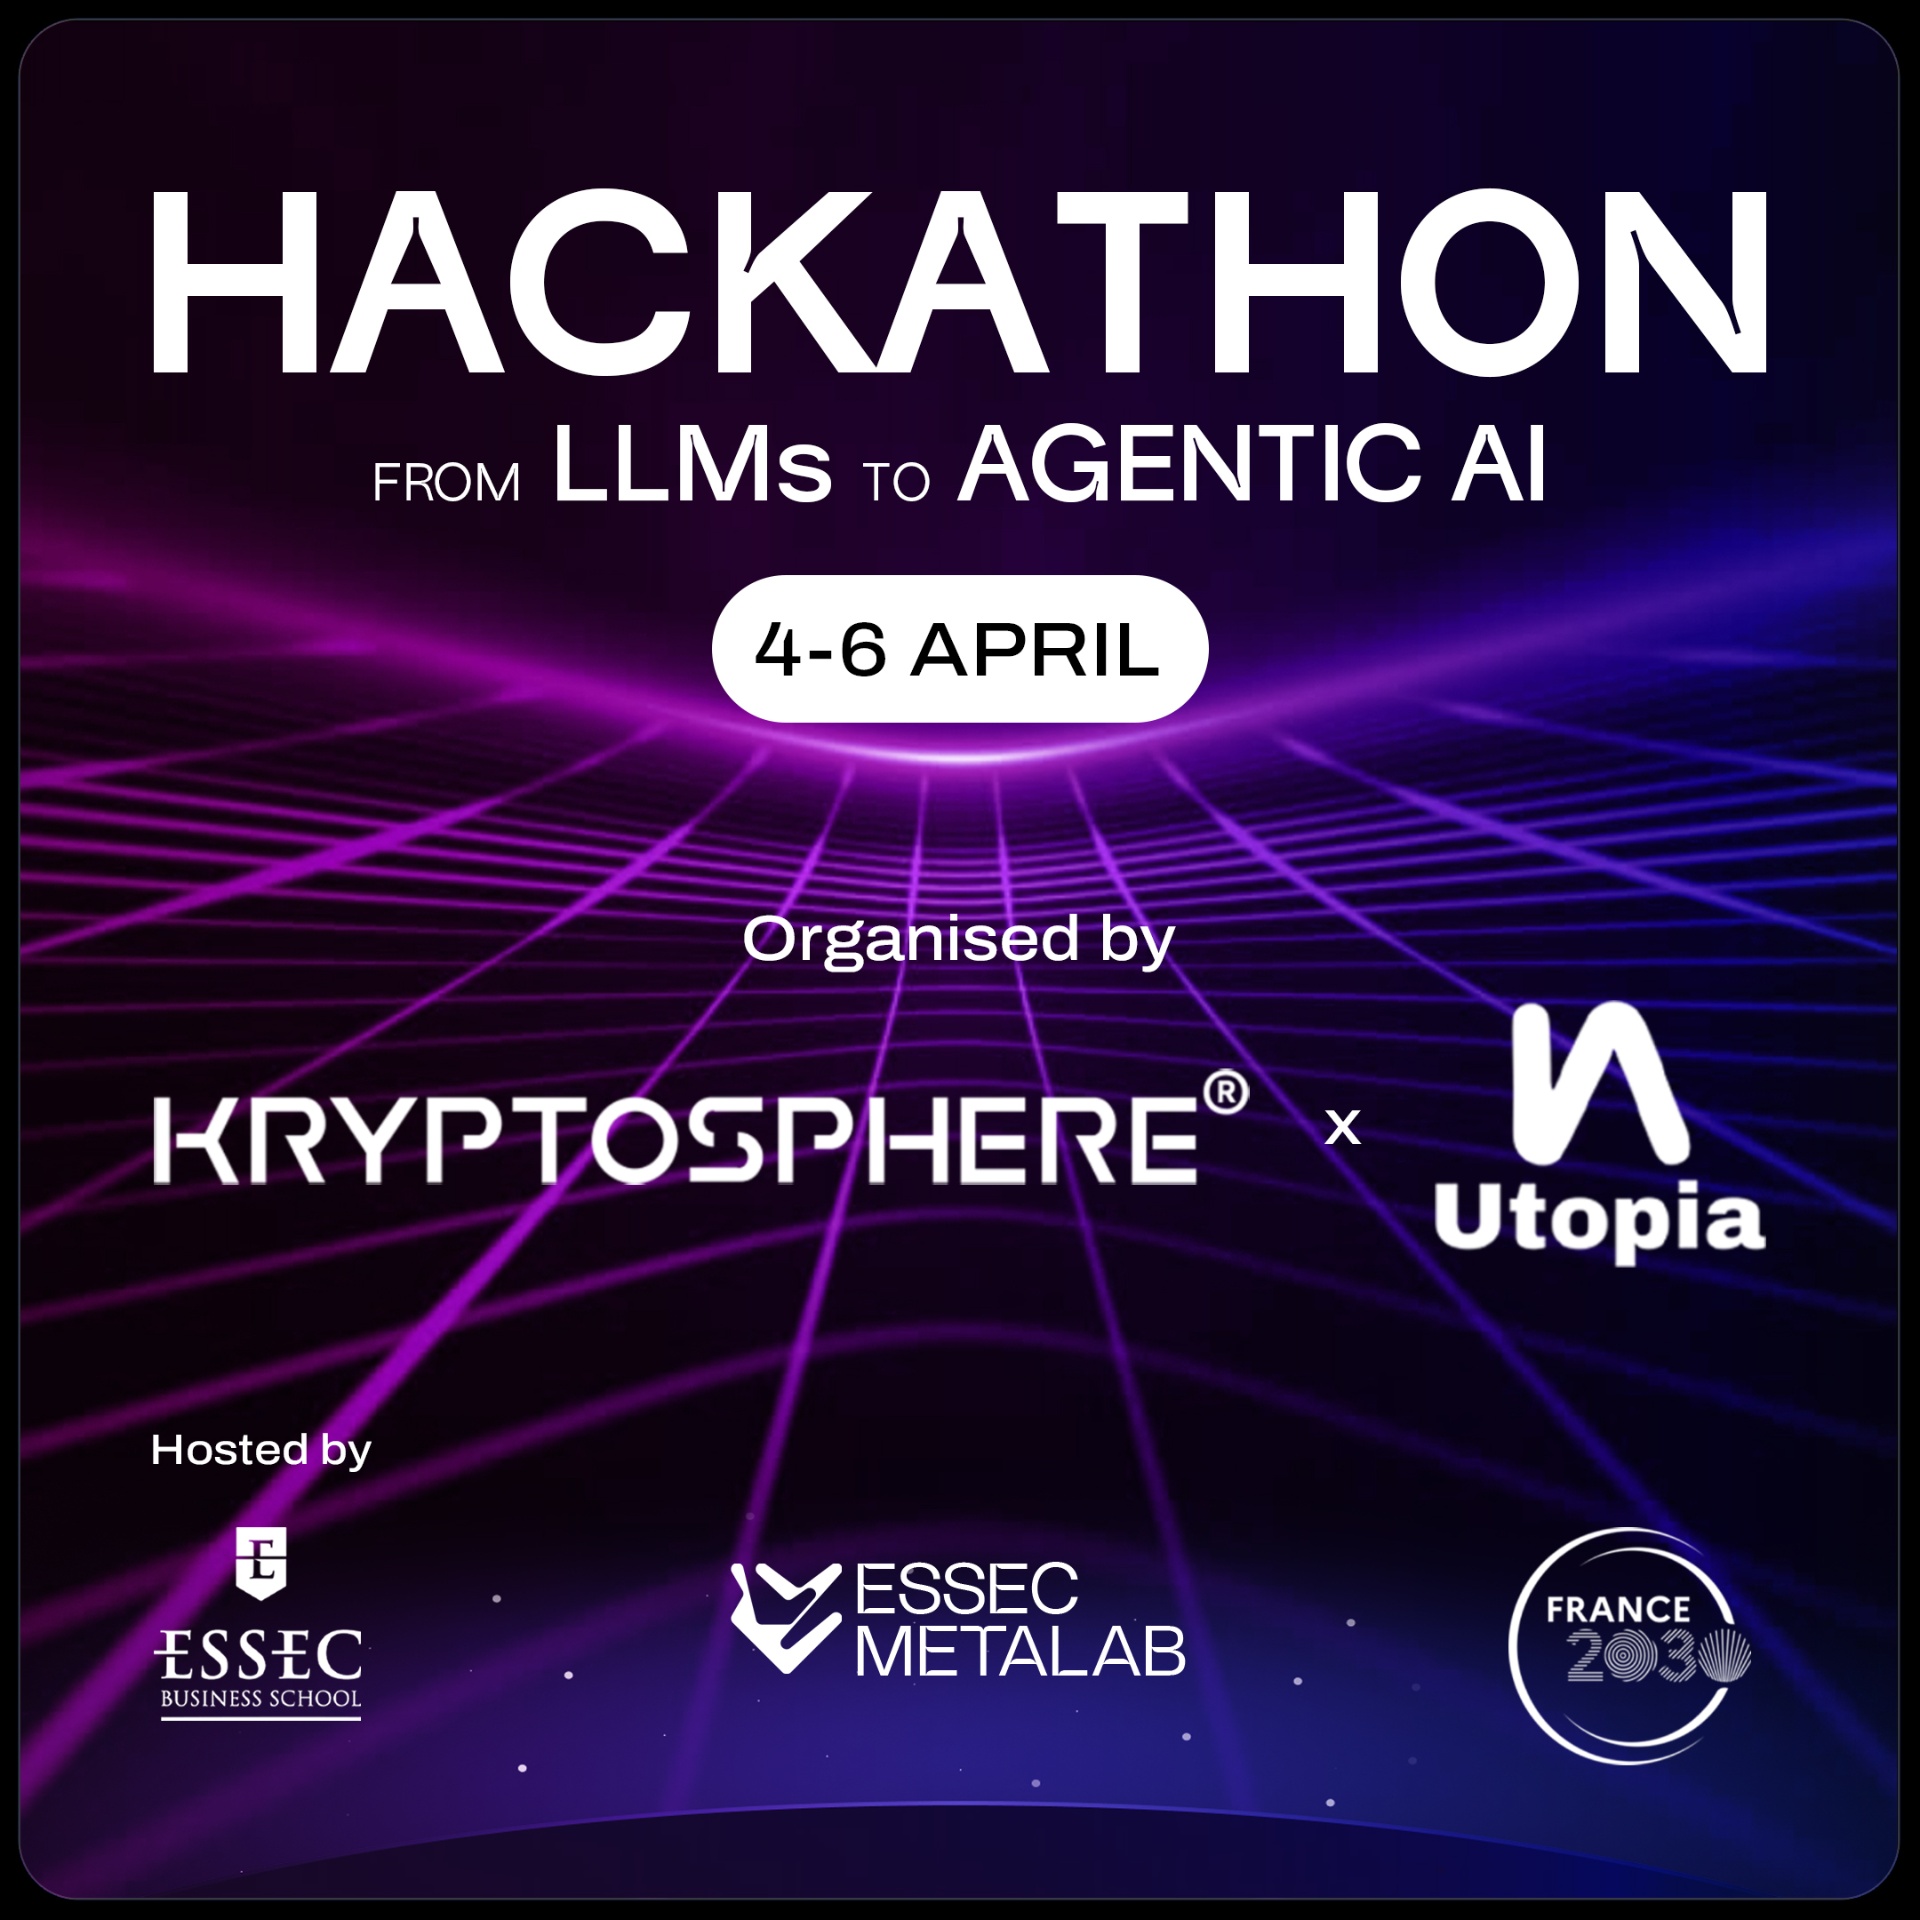 HACKATHON
FROM LLMs TO AGENTIC AI
4-6 APRIL
Organised by
KRYPTOSPHERE®
x
Utopia
Hosted by
E
ESSEC
BUSINESS SCHOOL
ESSEC
METALAB
FRANCE
2030